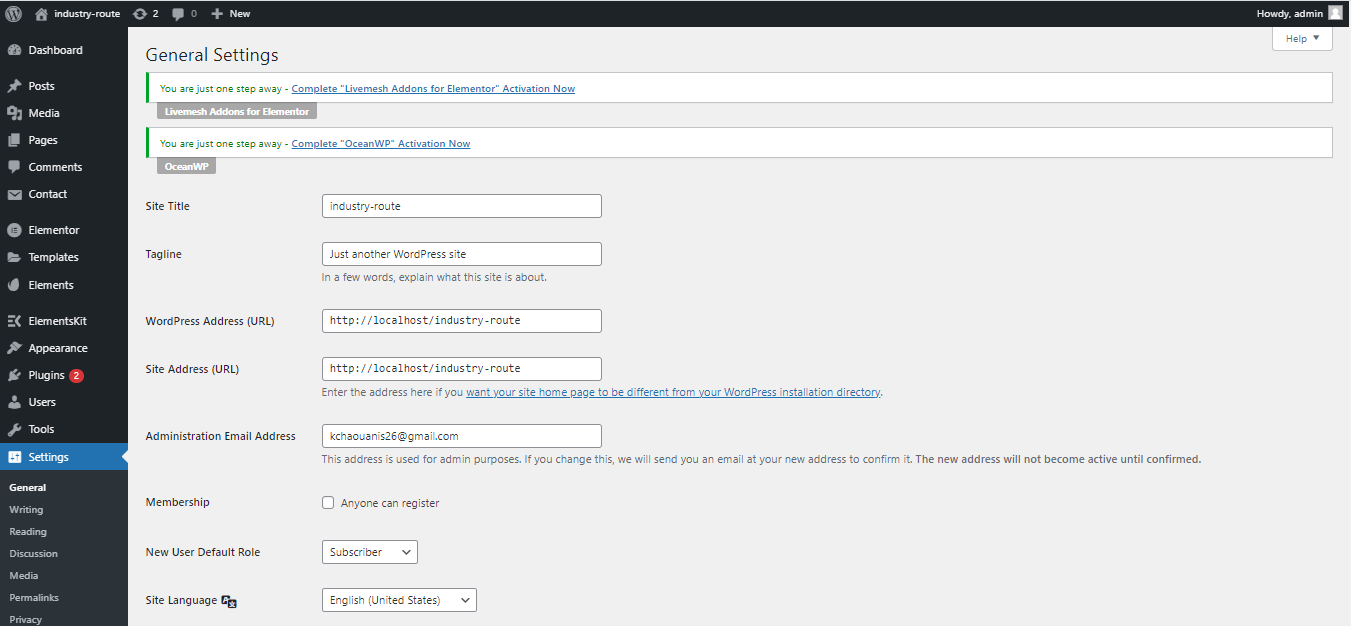 industry-route 2 0 New Howdy, admin
Help
Dashboard
Posts
Media
Pages
Comments
Contact
Elementor
Templates
Elements
ElementsKit
Appearance
Plugins 2
Users
Tools
Settings
General
Writing
Reading
Discussion
Media
Permalinks
Privacy
General Settings
You are just one step away - Complete "Livemesh Addons for Elementor" Activation Now
Livemesh Addons for Elementor
You are just one step away - Complete "OceanWP" Activation Now
OceanWP
Site Title industry-route
Tagline Just another WordPress site
In a few words, explain what this site is about.
WordPress Address (URL) http://localhost/industry-route
Site Address (URL) http://localhost/industry-route
Enter the address here if you want your site home page to be different from your WordPress installation directory.
Administration Email Address kchaouanis26@gmail.com
This address is used for admin purposes. If you change this, we will send you an email at your new address to confirm it. The new address will not become active until confirmed.
Membership Anyone can register
New User Default Role Subscriber
Site Language English (United States)